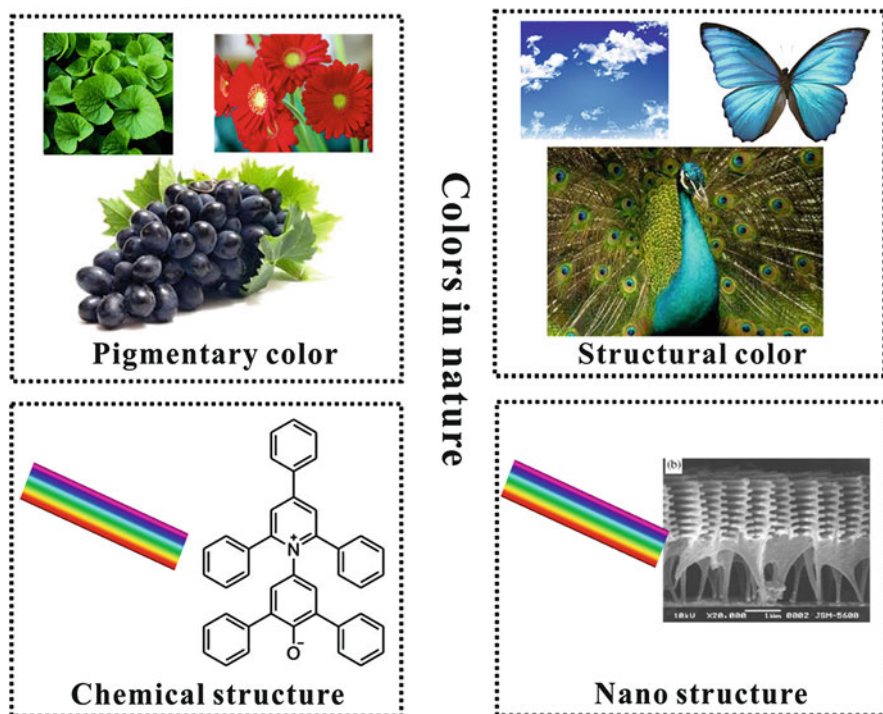 Pigmentary color
Colors in nature
Structural color
N+
O−
Chemical structure
(b)
10kV X20,000 1μm 0002 JSM-5600
Nano structure